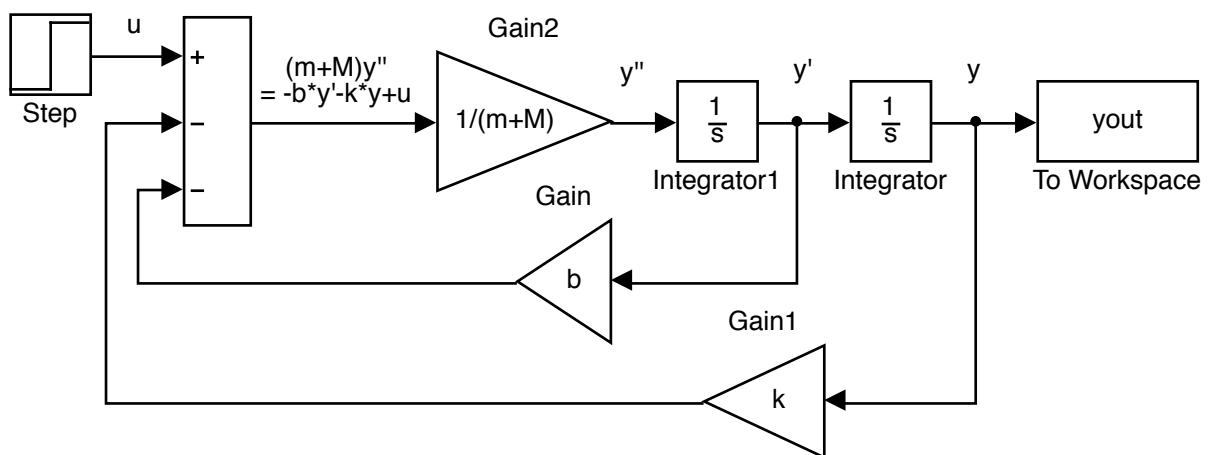 u
+
Step
−
−
(m+M)y"
= -b*y'-k*y+u
Gain2
1/(m+M)
y"
1
s
Integrator1
y'
1
s
Integrator
y
yout
To Workspace
Gain
b
Gain1
k